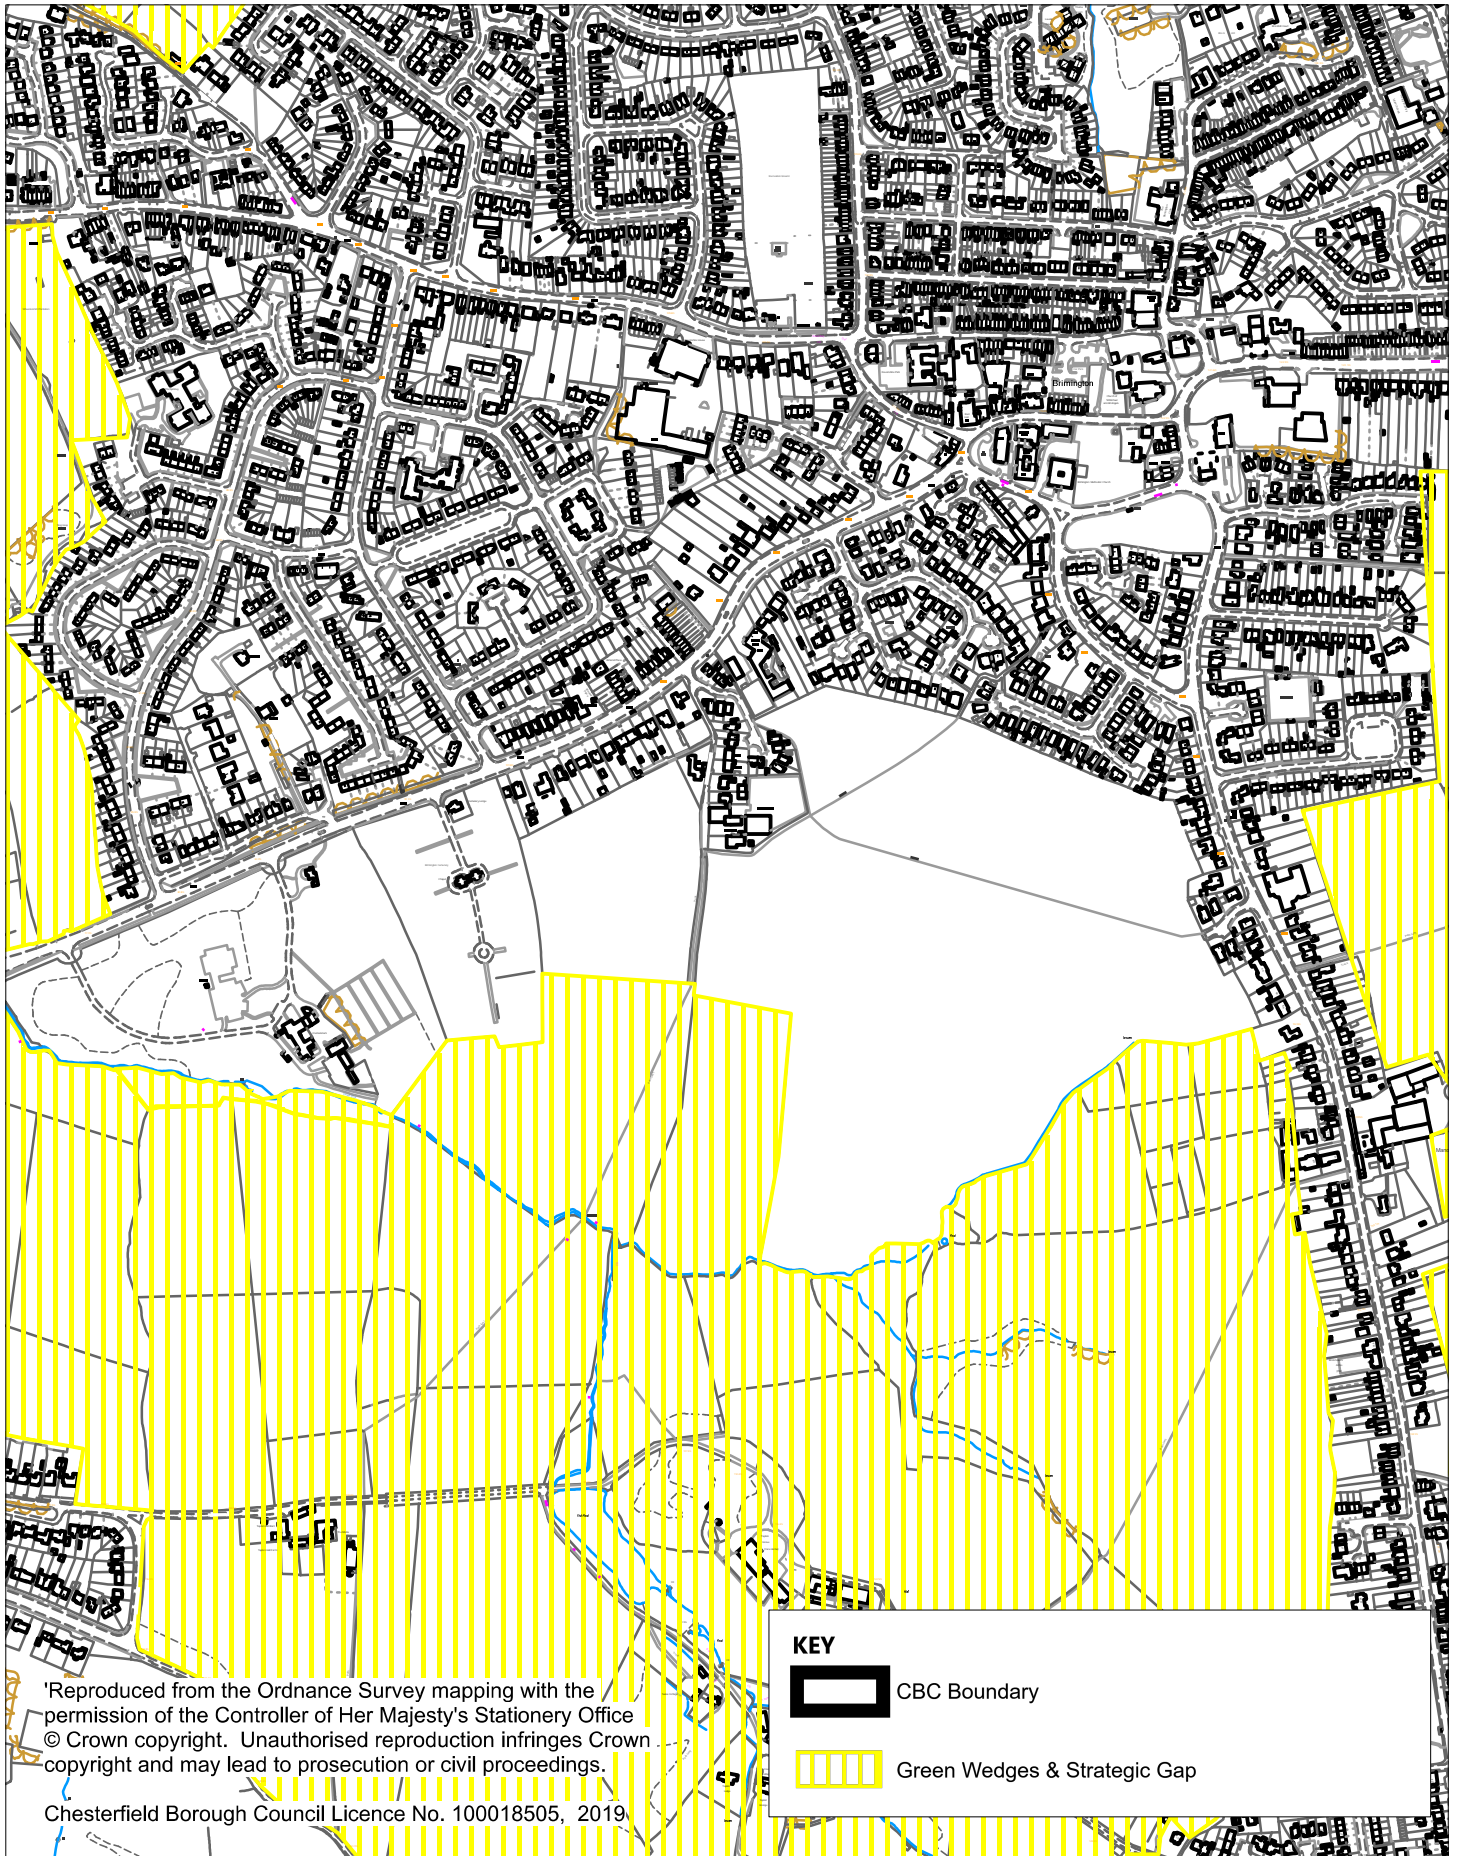 Brimington
KEY
CBC Boundary
Green Wedges & Strategic Gap
'Reproduced from the Ordnance Survey mapping with the
permission of the Controller of Her Majesty's Stationery Office
© Crown copyright.  Unauthorised reproduction infringes Crown
copyright and may lead to prosecution or civil proceedings.
Chesterfield Borough Council Licence No. 100018505,  2019